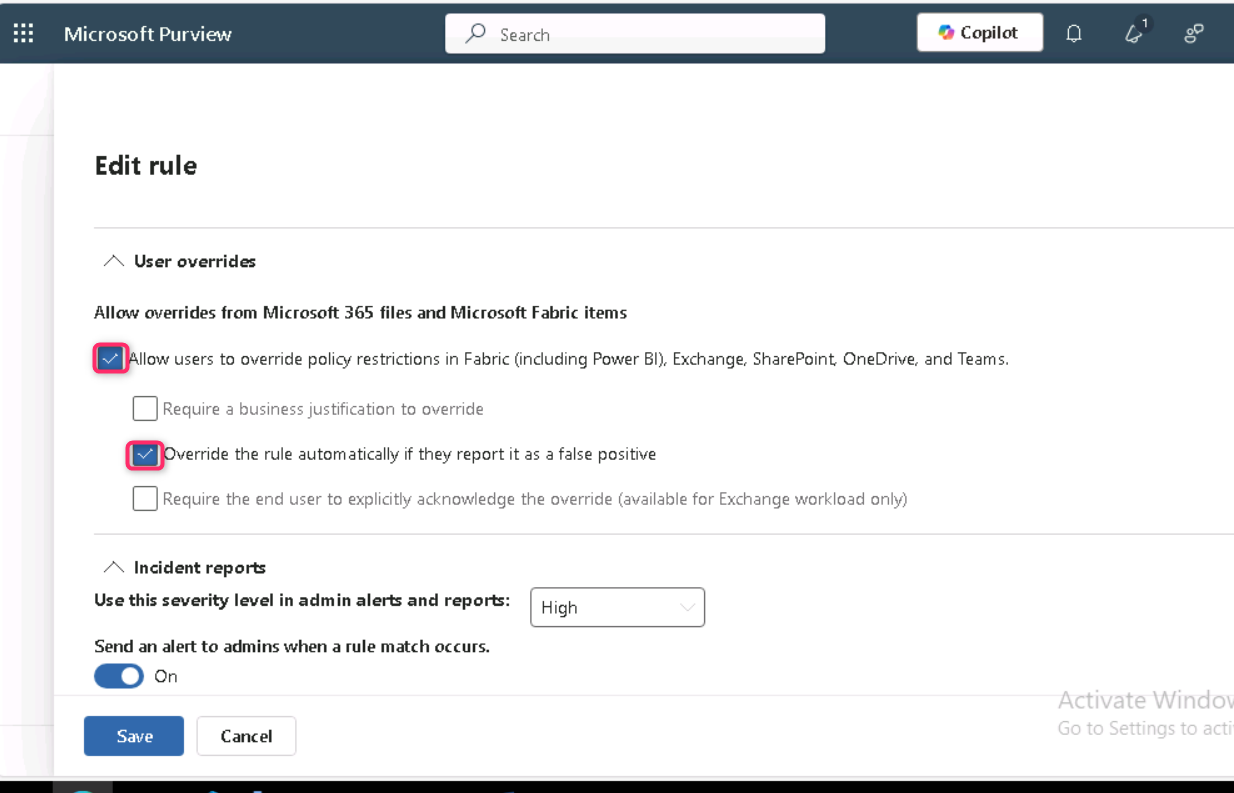 Microsoft Purview
Search
Copilot
1
Edit rule
User overrides
Allow overrides from Microsoft 365 files and Microsoft Fabric items
Allow users to override policy restrictions in Fabric (including Power BI), Exchange, SharePoint, OneDrive, and Teams.
Require a business justification to override
Override the rule automatically if they report it as a false positive
Require the end user to explicitly acknowledge the override (available for Exchange workload only)
Incident reports
Use this severity level in admin alerts and reports:
High
Send an alert to admins when a rule match occurs.
On
Save
Cancel
Activate
Go to Settings to